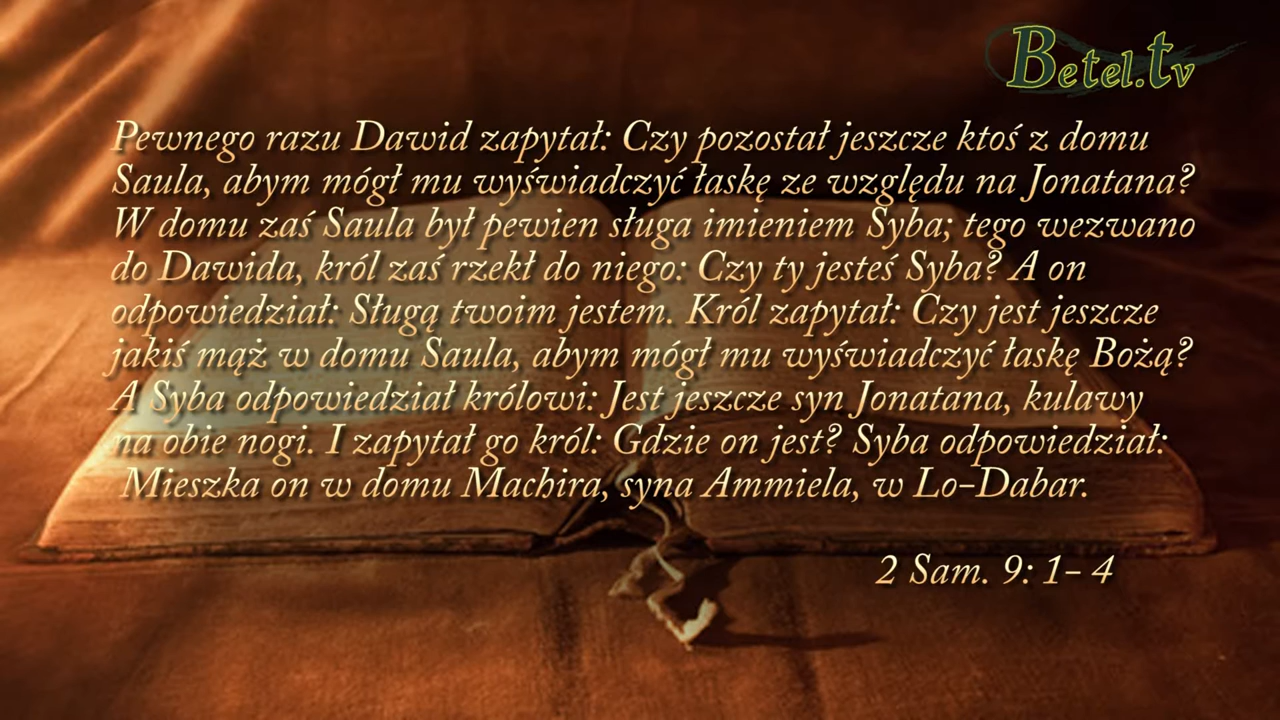 Betel.tv
Pewnego razu Dawid zapytał: Czy pozostał jeszcze ktoś z domu
Saula, abym mógł mu wyświadczyć łaskę ze względu na Jonatana?
W domu zaś Saula był pewien sługa imieniem Syba; tego wezwano
do Dawida, król zaś rzekł do niego: Czy ty jesteś Syba? A on
odpowiedział: Sługą twoim jestem. Król zapytał: Czy jest jeszcze
jakiś mąż w domu Saula, abym mógł mu wyświadczyć łaskę Bożą?
A Syba odpowiedział królowi: Jest jeszcze syn Jonatana, kulawy
na obie nogi. I zapytał go król: Gdzie on jest? Syba odpowiedział:
Mieszka on w domu Machira, syna Ammiela, w Lo-Dabar.
2 Sam. 9: 1- 4